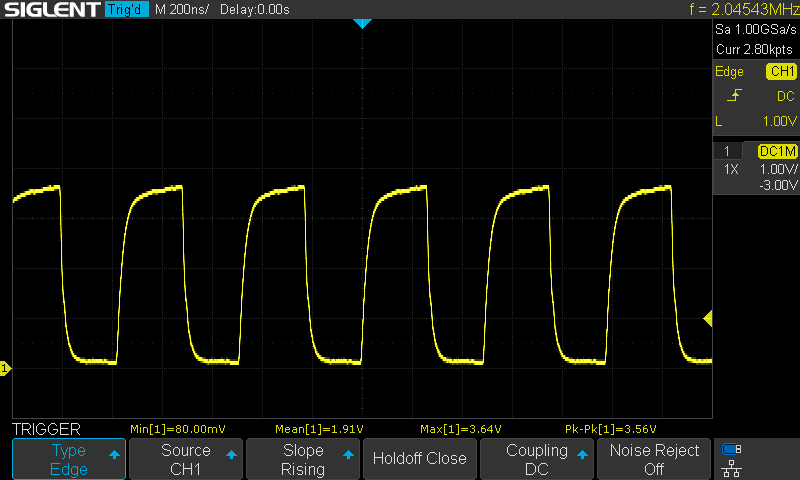 SIGLENT Trig'd M 200ns/ Delay:0.00s f = 2.04543MHz
Sa 1.00GSa/s
Curr 2.80kpts
Edge CH1
DC
L 1.00V
1 DC1M
1X 1.00V/
-3.00V
1
TRIGGER Min[1]=80.00mV Mean[1]=1.91V Max[1]=3.64V Pk-Pk[1]=3.56V
Type Source Slope Holdoff Close Coupling Noise Reject
Edge CH1 Rising DC Off